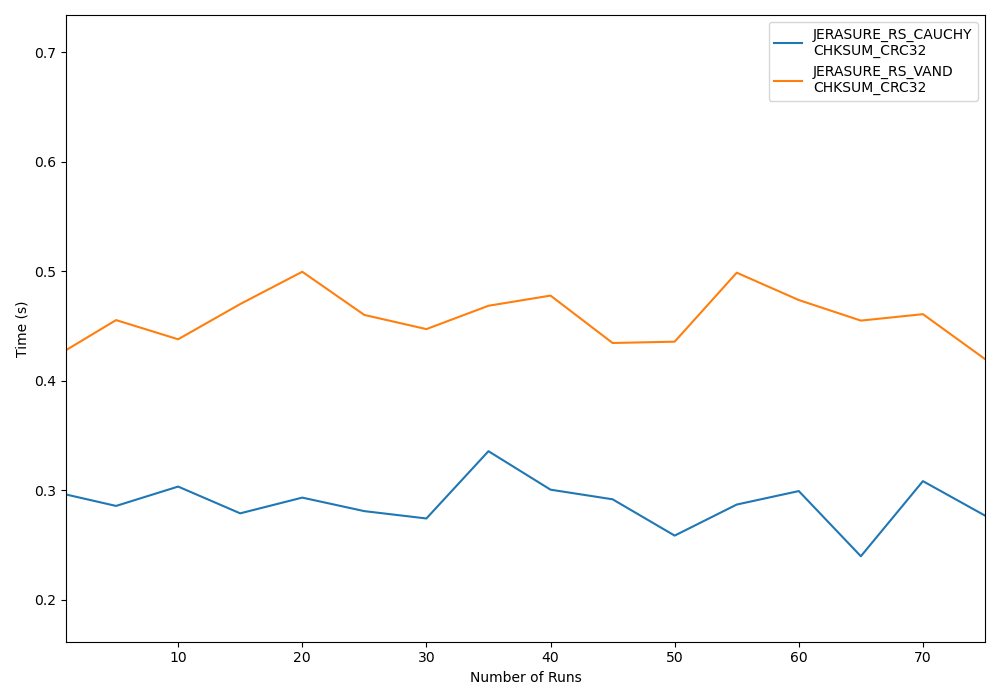 JERASURE_RS_CAUCHY
CHKSUM_CRC32
JERASURE_RS_VAND
CHKSUM_CRC32
0.7
0.6
0.5
0.4
0.3
0.2
Time (s)
10 20 30 40 50 60 70
Number of Runs